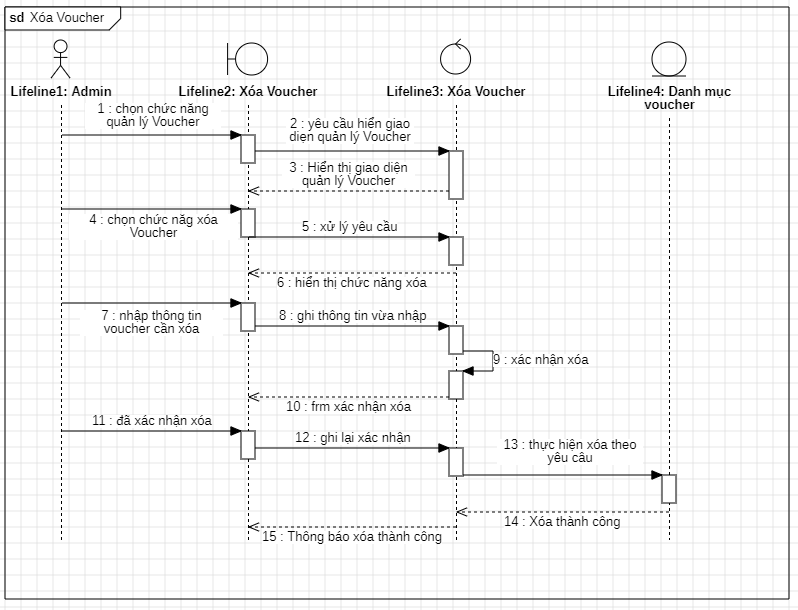 sd Xóa Voucher
Lifeline1: Admin
Lifeline2: Xóa Voucher
Lifeline3: Xóa Voucher
Lifeline4: Danh mục
voucher
1 : chọn chức năng
quản lý Voucher
2 : yêu cầu hiển giao
diẹn quản lý Voucher
3 : Hiển thị giao diện
quản lý Voucher
4 : chọn chức năg xóa
Voucher
5 : xử lý yêu cầu
6 : hiển thị chức năng xóa
7 : nhập thông tin
voucher cần xóa
8 : ghi thông tin vừa nhập
9 : xác nhận xóa
10 : frm xác nhận xóa
11 : đã xác nhận xóa
12 : ghi lại xác nhận
13 : thực hiện xóa theo
yêu câu
14 : Xóa thành công
15 : Thông báo xóa thành công